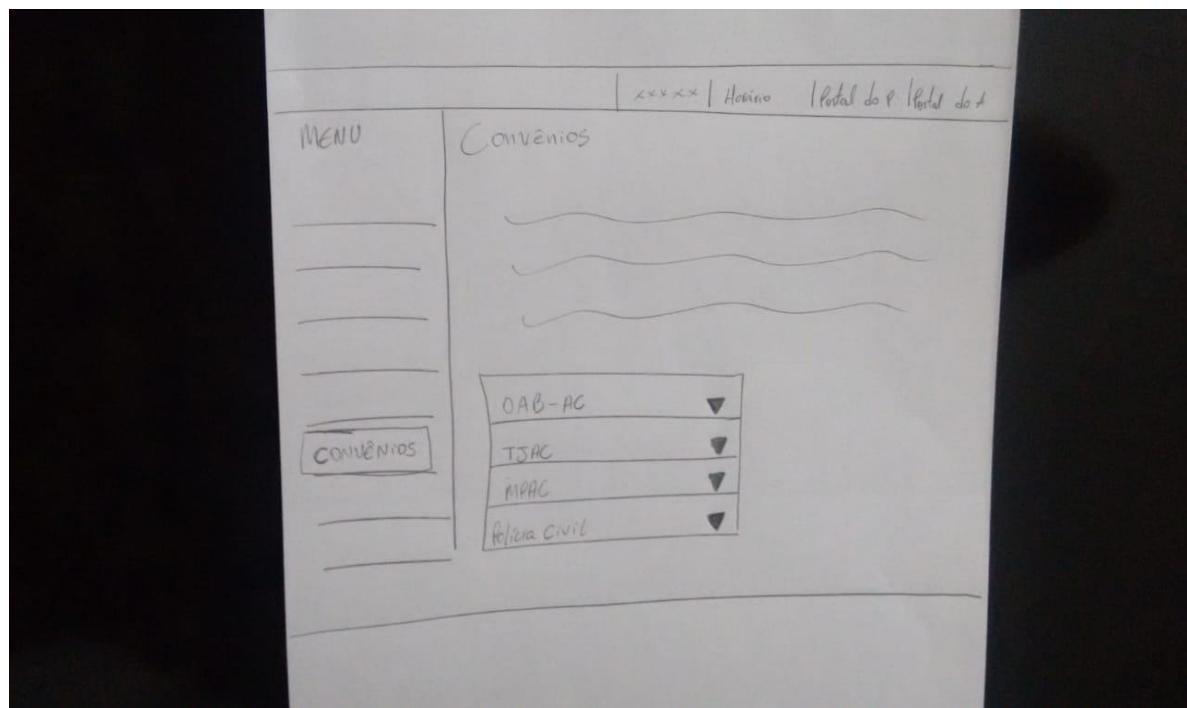 xxxxx | Horário | Portal do P. | Portal do A
MENU
Convênios
OAB-AC
TJAC
CONVÊNIOS
MPAC
Polícia Civil